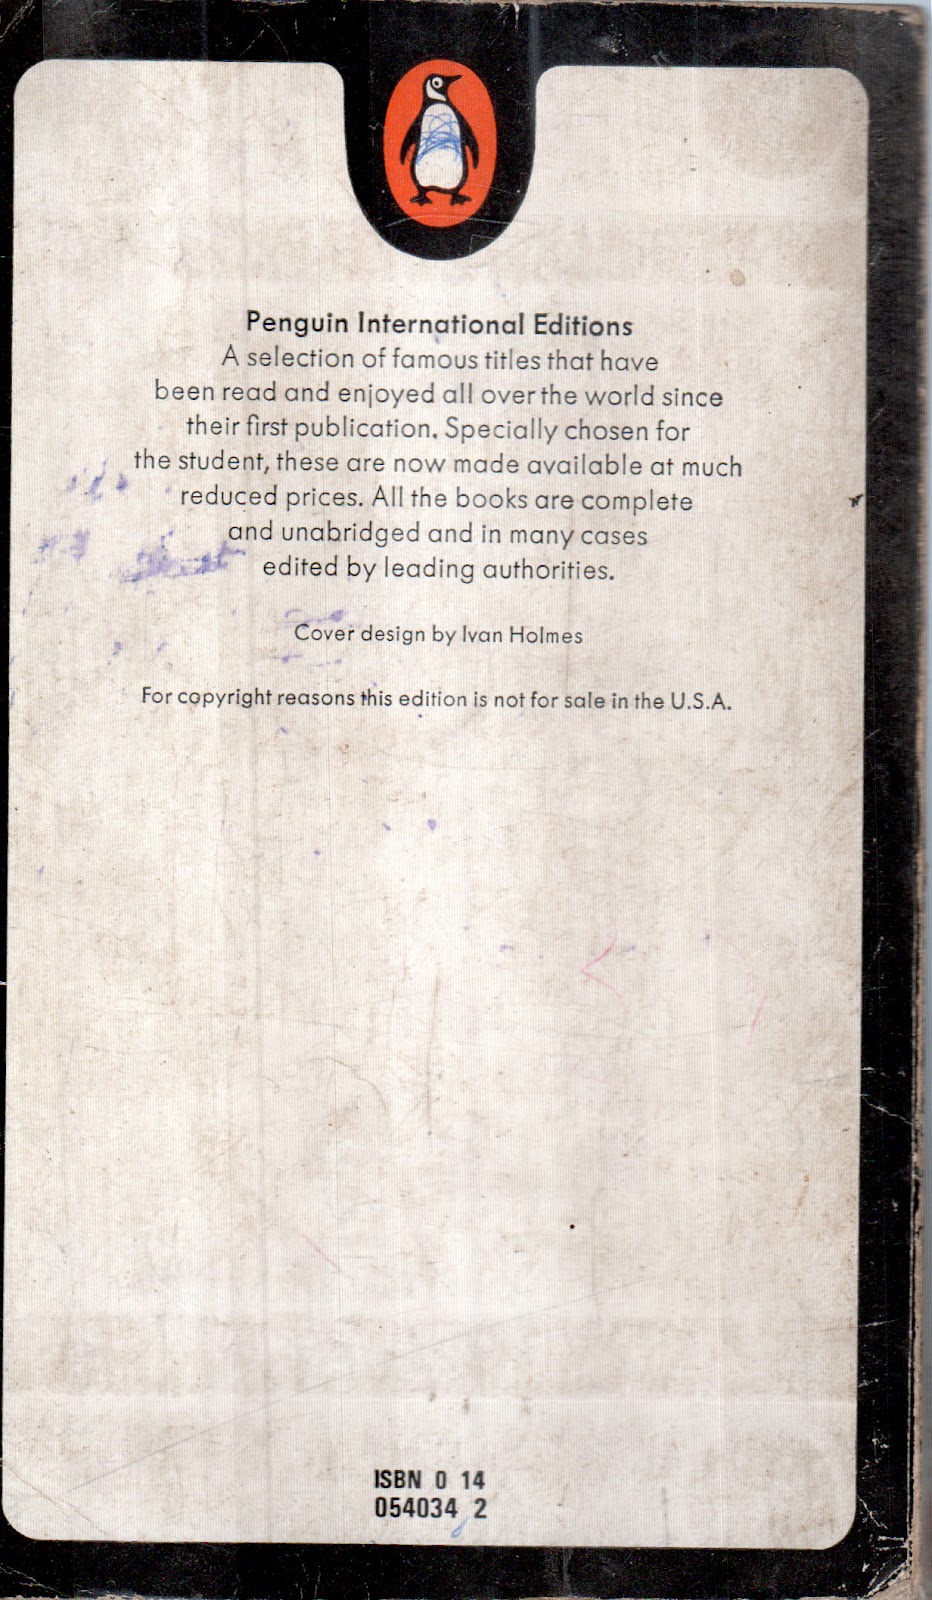 Penguin International Editions
A selection of famous titles that have
been read and enjoyed all over the world since
their first publication. Specially chosen for
the student, these are now made available at much
reduced prices. All the books are complete
and unabridged and in many cases
edited by leading authorities.
Cover design by Ivan Holmes
For copyright reasons this edition is not for sale in the U.S.A.
ISBN 0 14
054034 2